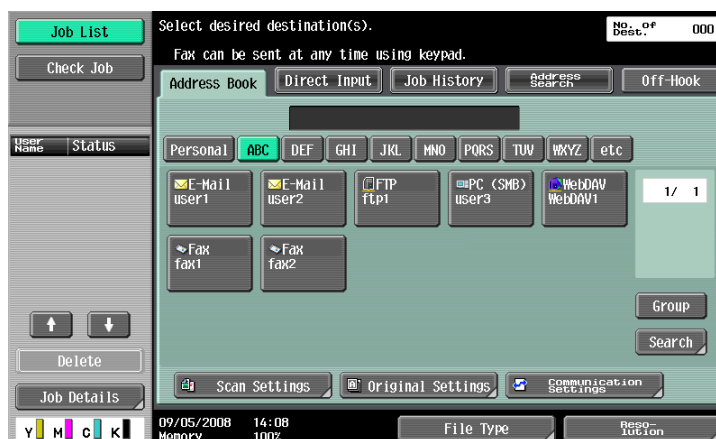 Job List
Check Job
User Name
Status
Delete
Job Details
Y M C K
Select desired destination(s).
No. of Dest. 000
Fax can be sent at any time using keypad.
Address Book
Direct Input
Job History
Address Search
Off-Hook
Personal ABC DEF GHI JKL MNO PQRS TUV WXYZ etc
E-Mail
user1
E-Mail
user2
FTP
ftp1
PC (SMB)
user3
WebDAV
WebDAV1
1/ 1
Fax
fax1
Fax
fax2
Group
Search
Scan Settings
Original Settings
Communication Settings
09/05/2008 14:08
Memory 100%
File Type
Reso-
lution